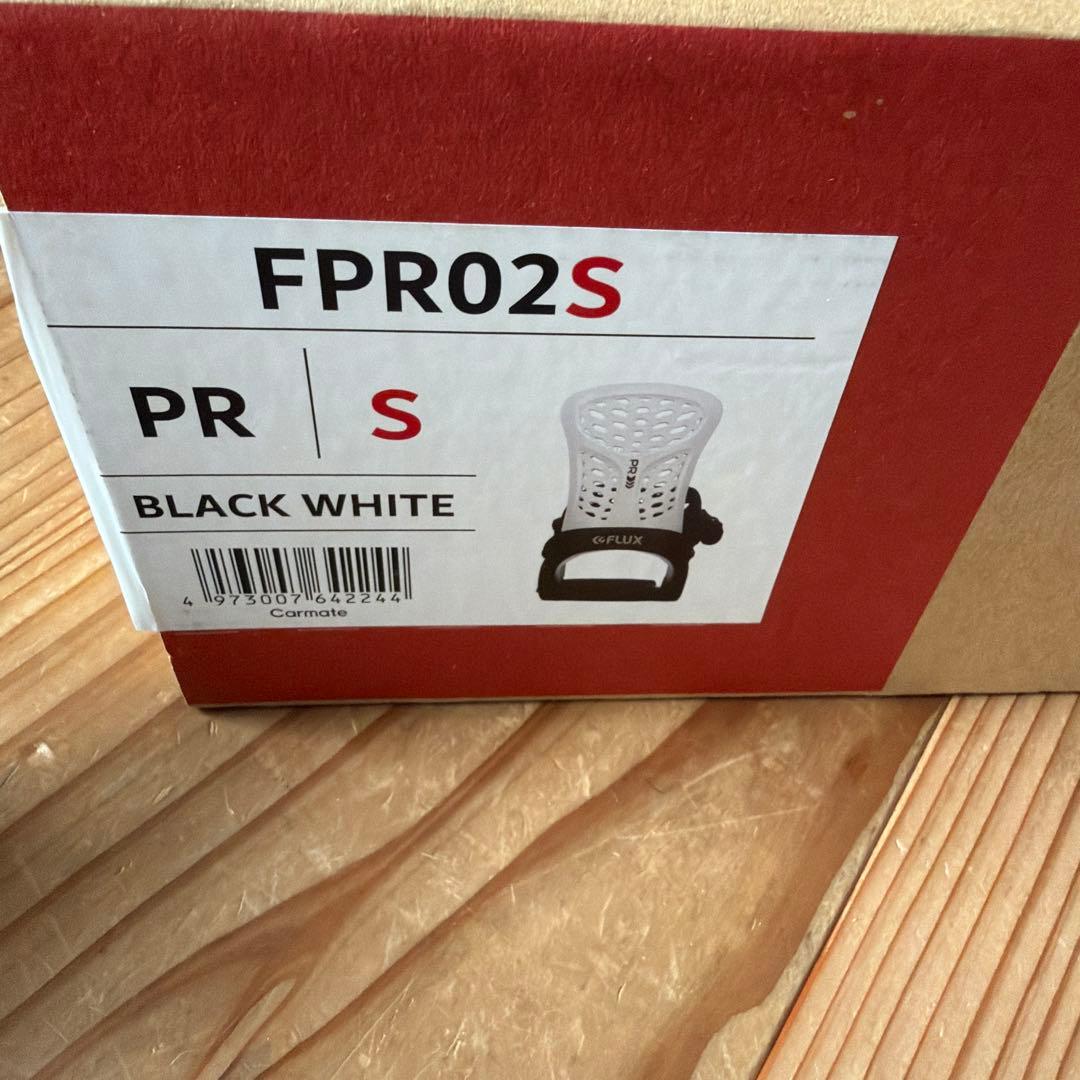 FPR02S
PR S
BLACK WHITE
PR
FLUX
4 973007 642244
Carmate